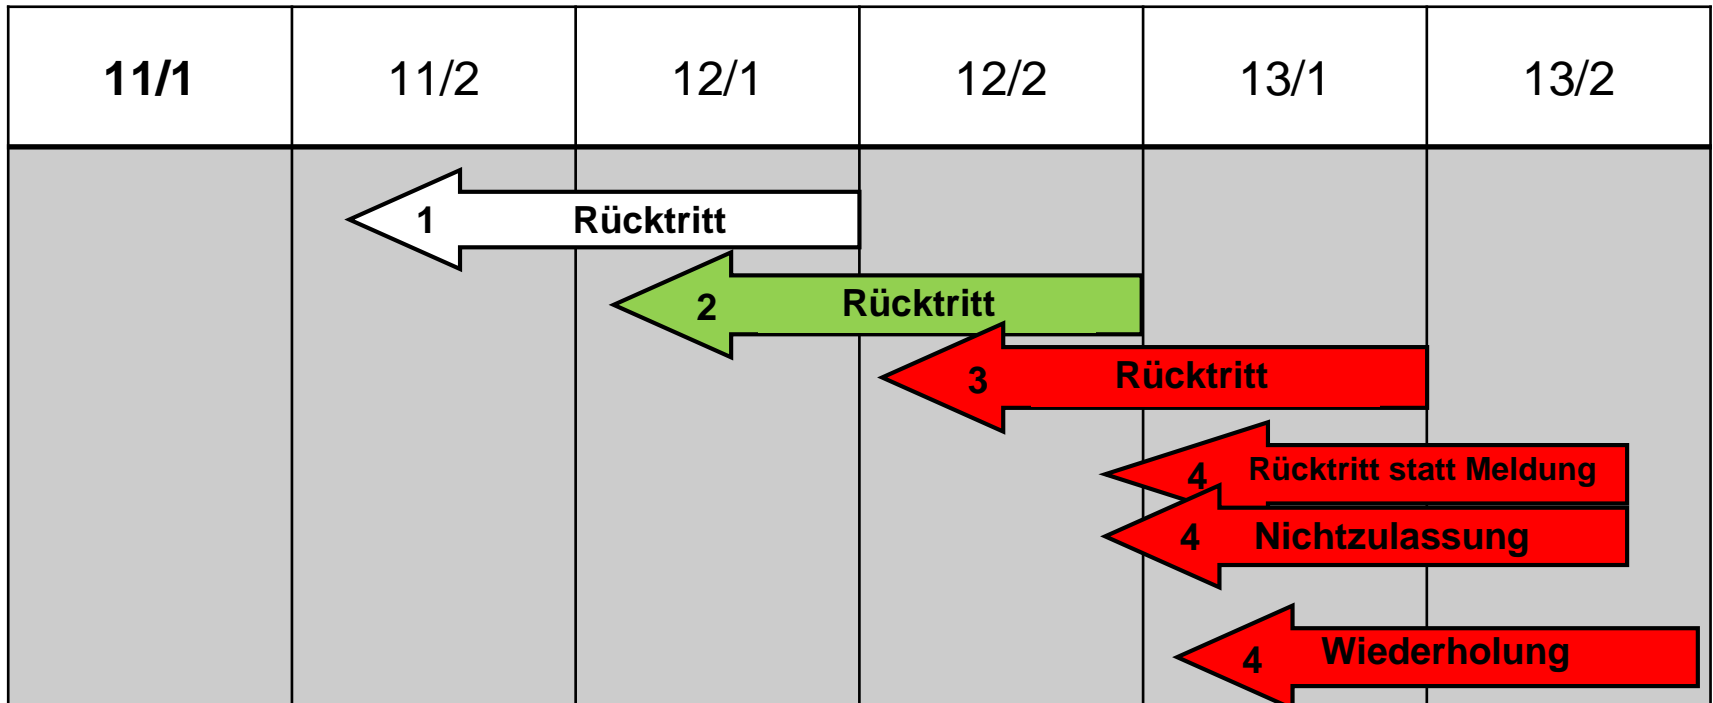 11/1 11/2 12/1 12/2 13/1 13/2
1 Rücktritt
2 Rücktritt
3 Rücktritt
4 Rücktritt statt Meldung
4 Nichtzulassung
4 Wiederholung